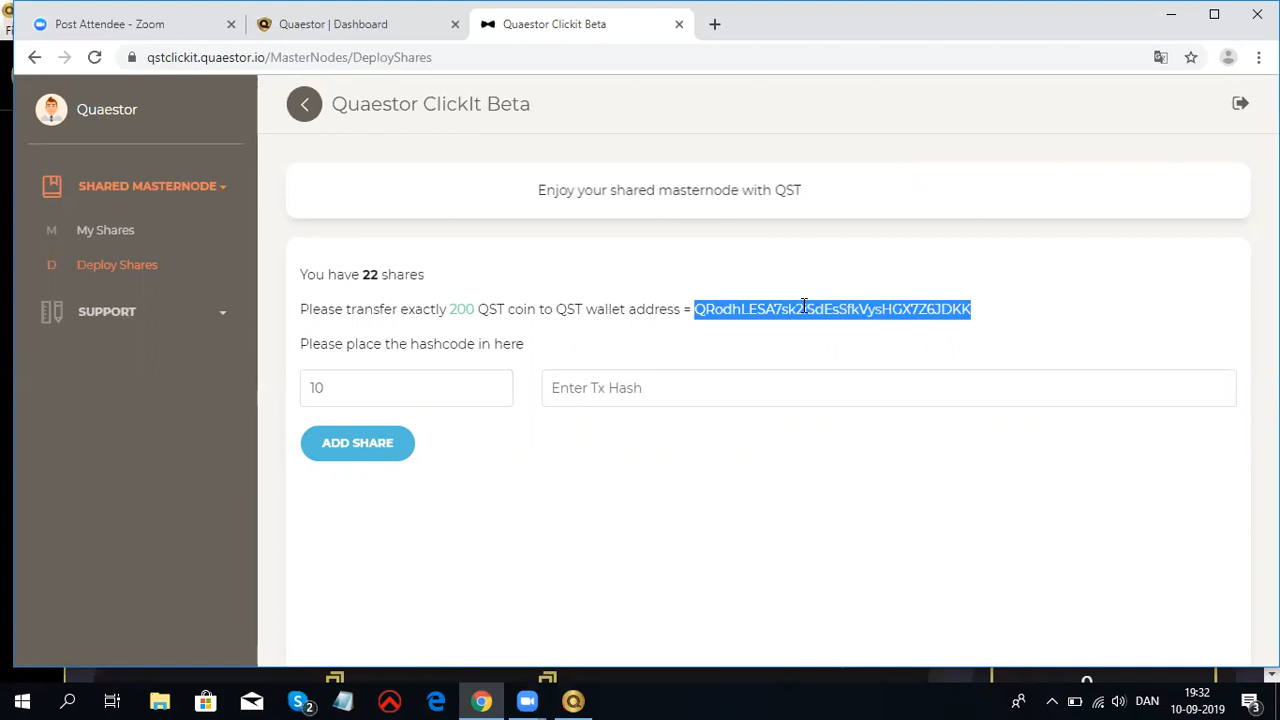 Post Attendee - Zoom
Quaestor | Dashboard
Quaestor Clickit Beta
qstclickit.quaestor.io/MasterNodes/DeployShares
Quaestor
Quaestor ClickIt Beta
SHARED MASTERNODE
Enjoy your shared masternode with QST
M My Shares
D Deploy Shares
You have 22 shares
SUPPORT
Please transfer exactly 200 QST coin to QST wallet address =
Please place the hashcode in here
10
Enter Tx Hash
ADD SHARE
2
DAN
19:32
10-09-2019
3